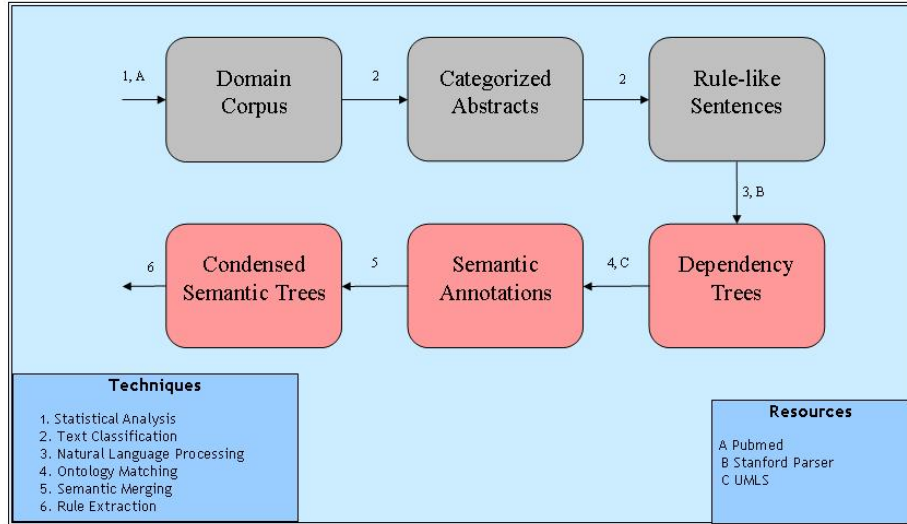 1, A
Domain
Corpus
2
Categorized
Abstracts
2
Rule-like
Sentences
3, B
6
Condensed
Semantic Trees
5
Semantic
Annotations
4, C
Dependency
Trees
Techniques
1. Statistical Analysis
2. Text Classification
3. Natural Language Processing
4. Ontology Matching
5. Semantic Merging
6. Rule Extraction
Resources
A Pubmed
B Stanford Parser
C UMLS